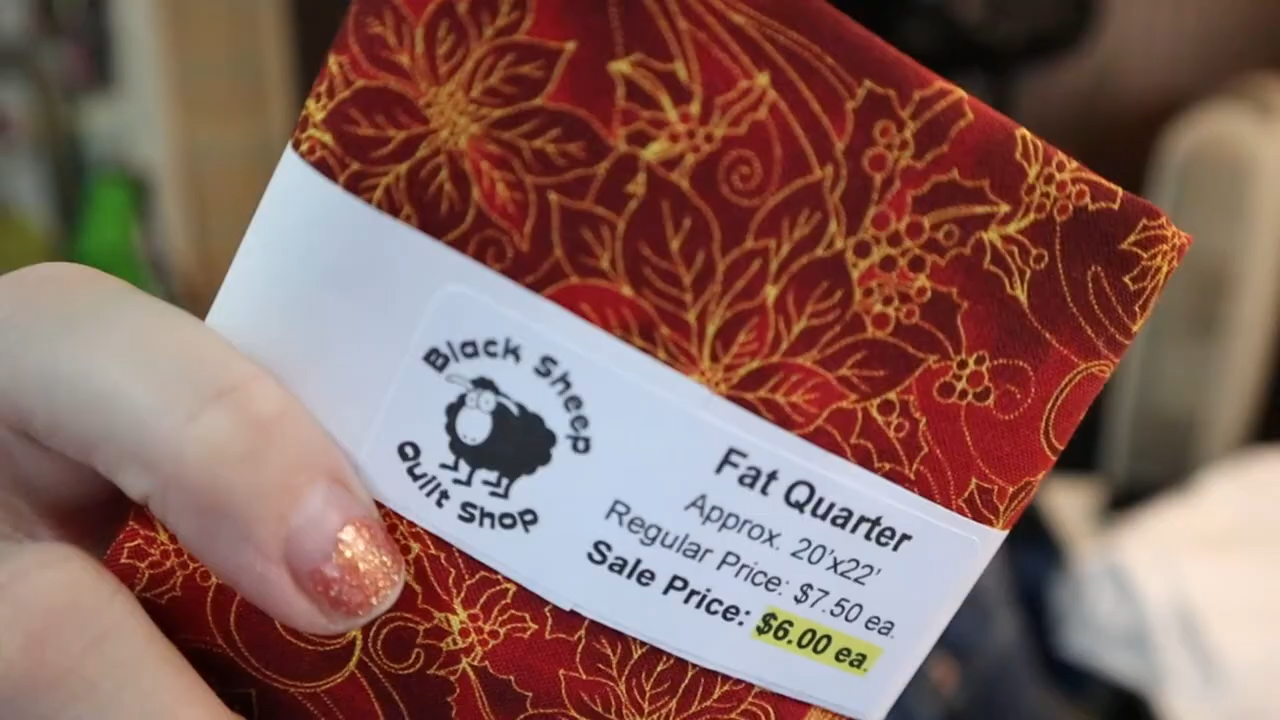 Black Sheep
Quilt Shop
Fat Quarter
Approx. 20'x22'
Regular Price: $7.50 ea.
Sale Price: $6.00 ea.